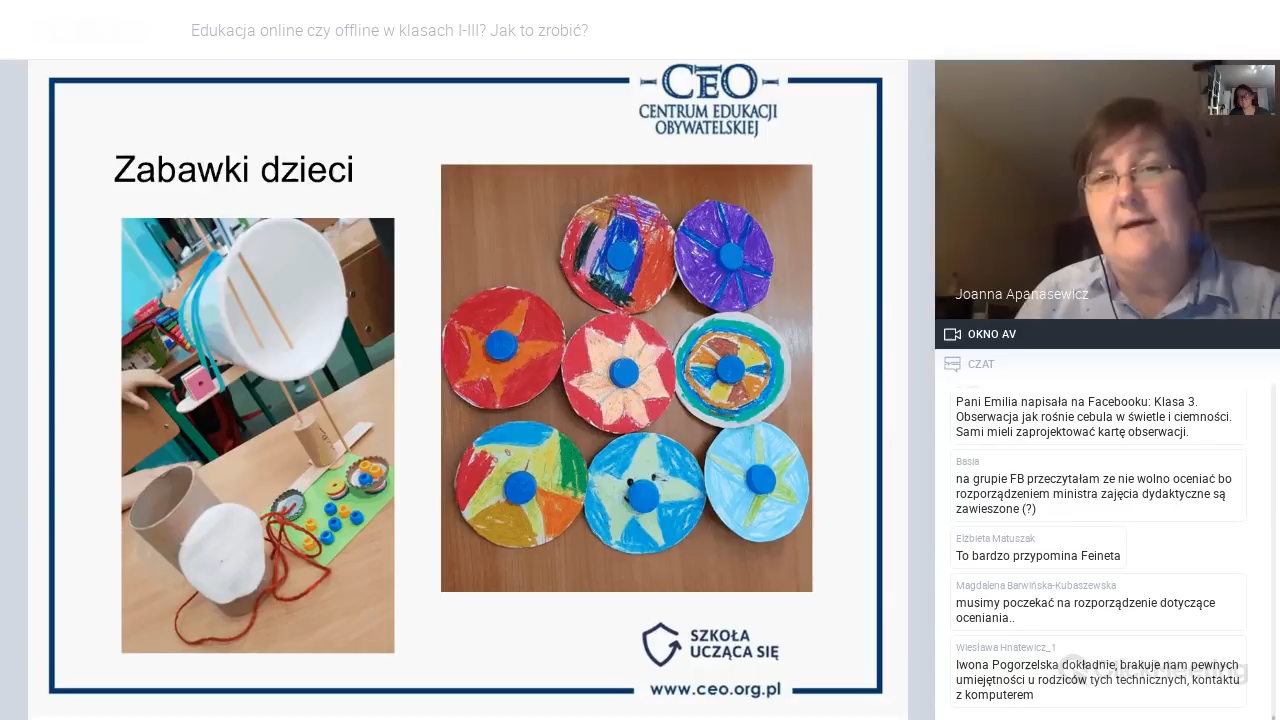 Edukacja online czy offline w klasach I-III? Jak to zrobić?
CEO
CENTRUM EDUKACJI
OBYWATELSKIEJ
Zabawki dzieci
SZKOŁA
UCZĄCA SIĘ
www.ceo.org.pl
Joanna Apanasewicz
OKNO AV
CZAT
Pani Emilia napisała na Facebooku: Klasa 3.
Obserwacja jak rośnie cebula w świetle i ciemności.
Sami mieli zaprojektować kartę obserwacji.
Basia
na grupie FB przeczytałam ze nie wolno oceniać bo
rozporządzeniem ministra zajęcia dydaktyczne są
zawieszone (?)
Elżbieta Matuszak
To bardzo przypomina Feineta
Magdalena Barwińska-Kubaszewska
musimy poczekać na rozporządzenie dotyczące
oceniania..
Wiesława Hnatewicz_1
Iwona Pogorzelska dokładnie, brakuje nam pewnych
umiejętności u rodziców tych technicznych, kontaktu
z komputerem